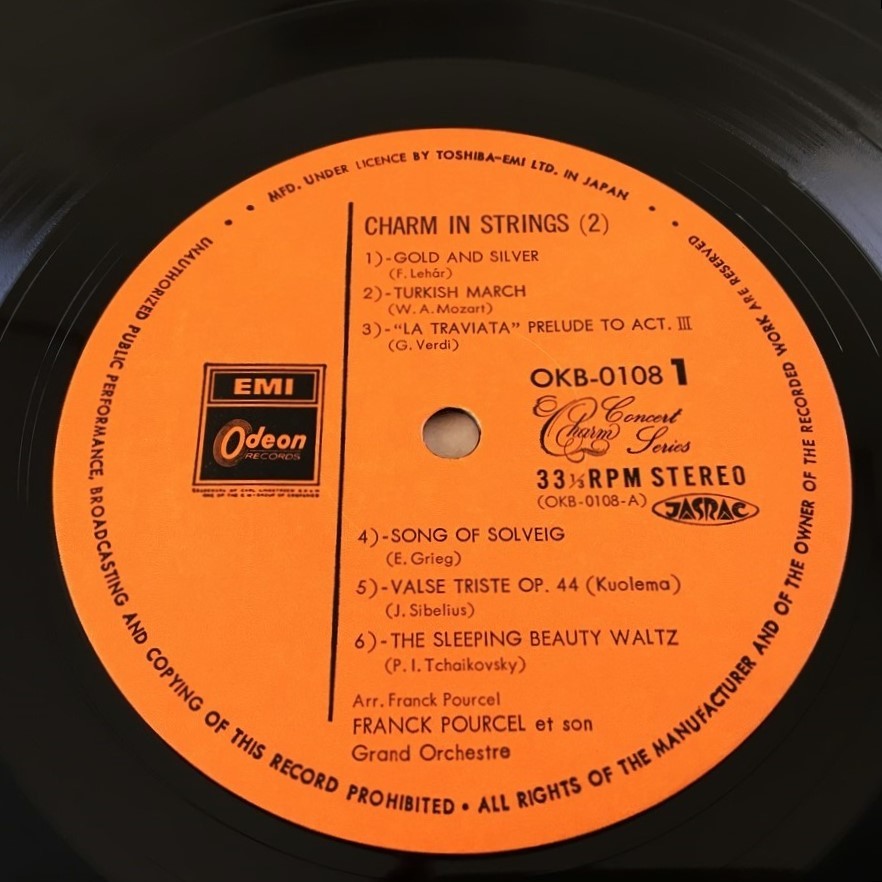 MFD. UNDER LICENCE BY TOSHIBA-EMI LTD. IN JAPAN
CHARM IN STRINGS (2)
1)-GOLD AND SILVER
(F. Lehár)
2)-TURKISH MARCH
(W. A. Mozart)
3)-“LA TRAVIATA” PRELUDE TO ACT. III
(G. Verdi)
EMI
Odeon
RECORDS
OKB-0108 1
Charm Concert
Series
33⅓RPM STEREO
(OKB-0108-A) JASRAC
4)-SONG OF SOLVEIG
(E. Grieg)
5)-VALSE TRISTE OP. 44 (Kuolema)
(J. Sibelius)
6)-THE SLEEPING BEAUTY WALTZ
(P. I. Tchaikovsky)
Arr. Franck Pourcel
FRANCK POURCEL et son
Grand Orchestre
UNAUTHORIZED PUBLIC PERFORMANCE, BROADCASTING AND COPYING OF THIS RECORD PROHIBITED • ALL RIGHTS OF THE MANUFACTURER AND OF THE OWNER OF THE RECORDED WORK ARE RESERVED